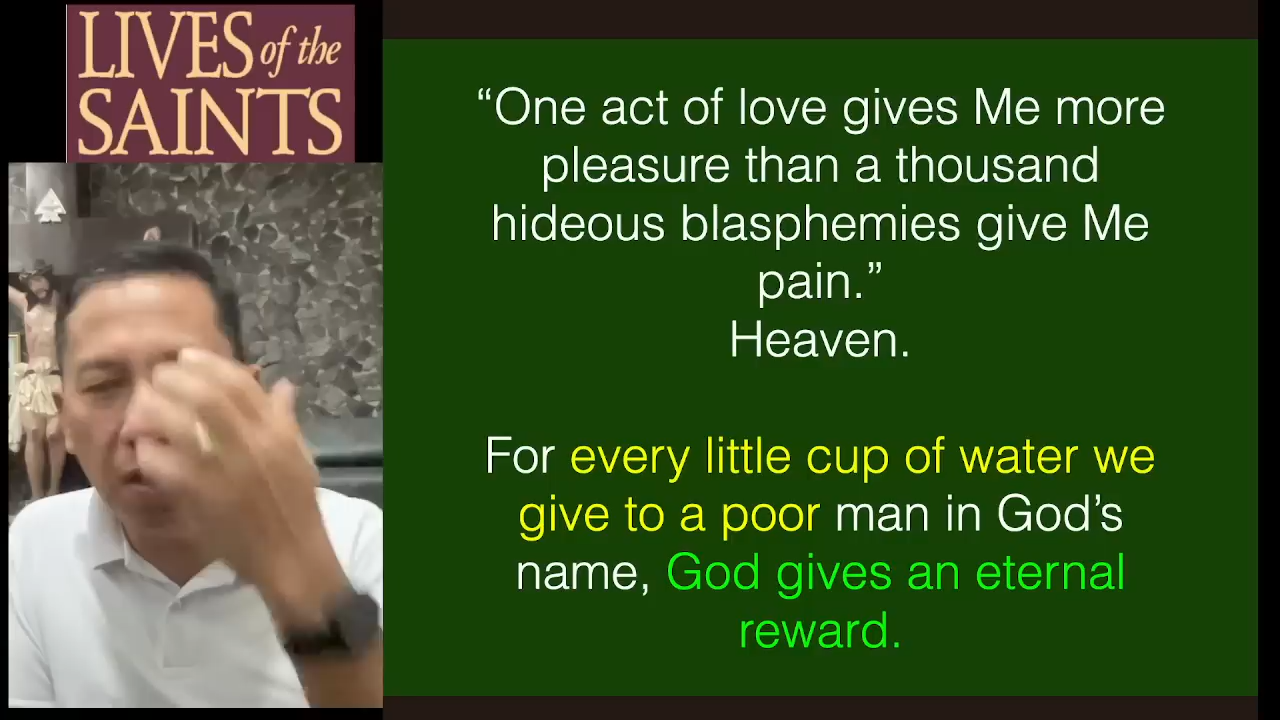 LIVES of the
SAINTS
“One act of love gives Me more
pleasure than a thousand
hideous blasphemies give Me
pain.”
Heaven.
For every little cup of water we
give to a poor man in God’s
name, God gives an eternal
reward.